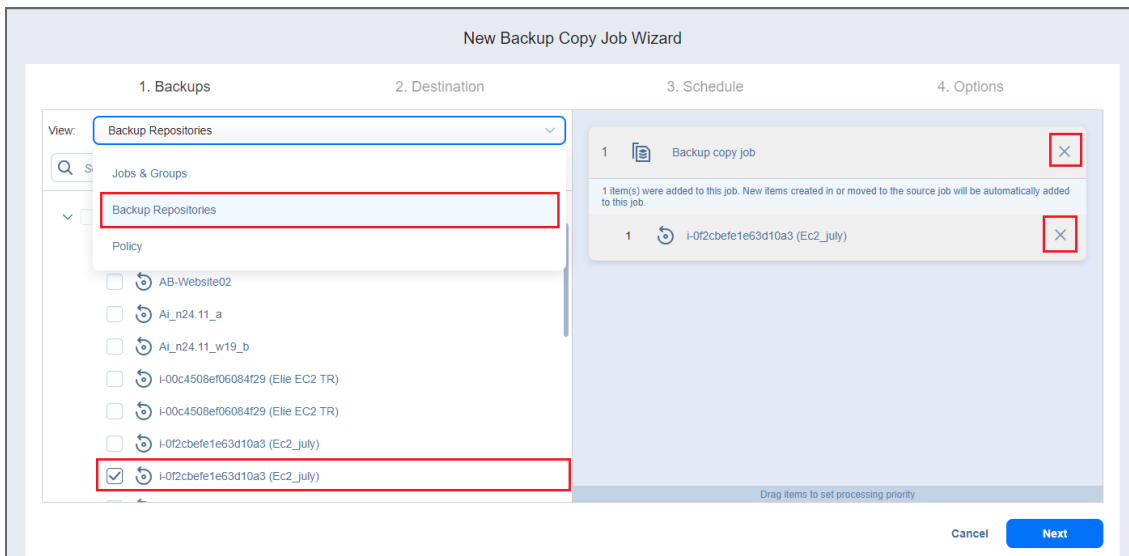 New Backup Copy Job Wizard
1. Backups
2. Destination
3. Schedule
4. Options
View:
Backup Repositories
Jobs & Groups
Backup Repositories
Policy
AB-Website02
Ai_n24.11_a
Ai_n24.11_w19_b
i-00c4508ef06084f29 (Elie EC2 TR)
i-00c4508ef06084f29 (Elie EC2 TR)
i-0f2cbefe1e63d10a3 (Ec2_july)
i-0f2cbefe1e63d10a3 (Ec2_july)
1 Backup copy job
1 item(s) were added to this job. New items created in or moved to the source job will be automatically added
to this job.
1 i-0f2cbefe1e63d10a3 (Ec2_july)
Drag items to set processing priority
Cancel
Next